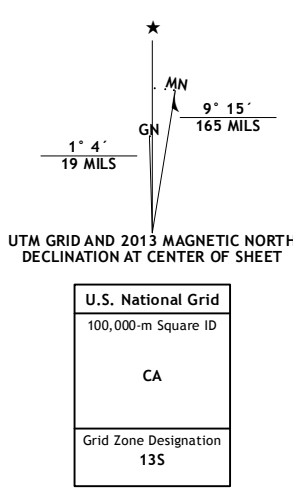 MN
GN
9° 15´
165 MILS
1° 4´
19 MILS
UTM GRID AND 2013 MAGNETIC NORTH
DECLINATION AT CENTER OF SHEET
U.S. National Grid
100,000-m Square ID
CA
Grid Zone Designation
13S